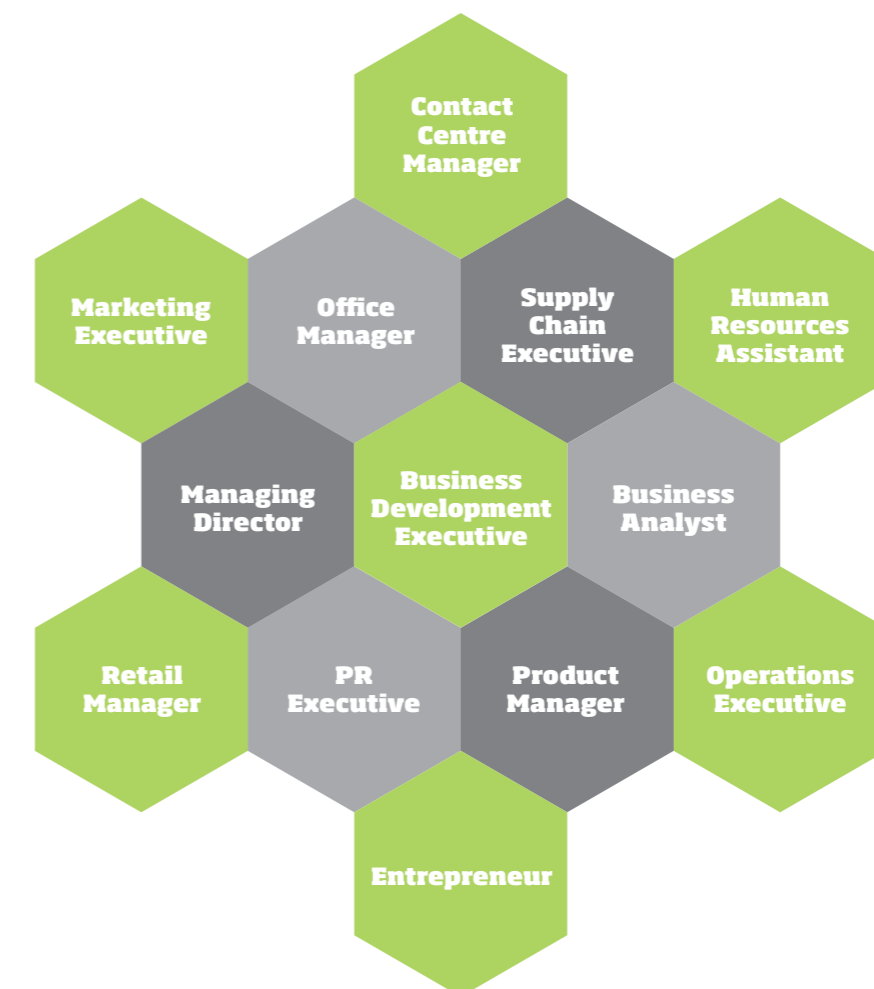 Contact
Centre
Manager
Marketing
Executive
Office
Manager
Supply
Chain
Executive
Human
Resources
Assistant
Managing
Director
Business
Development
Executive
Business
Analyst
Retail
Manager
PR
Executive
Product
Manager
Operations
Executive
Entrepreneur